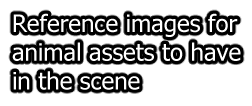 Reference images for
animal assets to have
in the scene